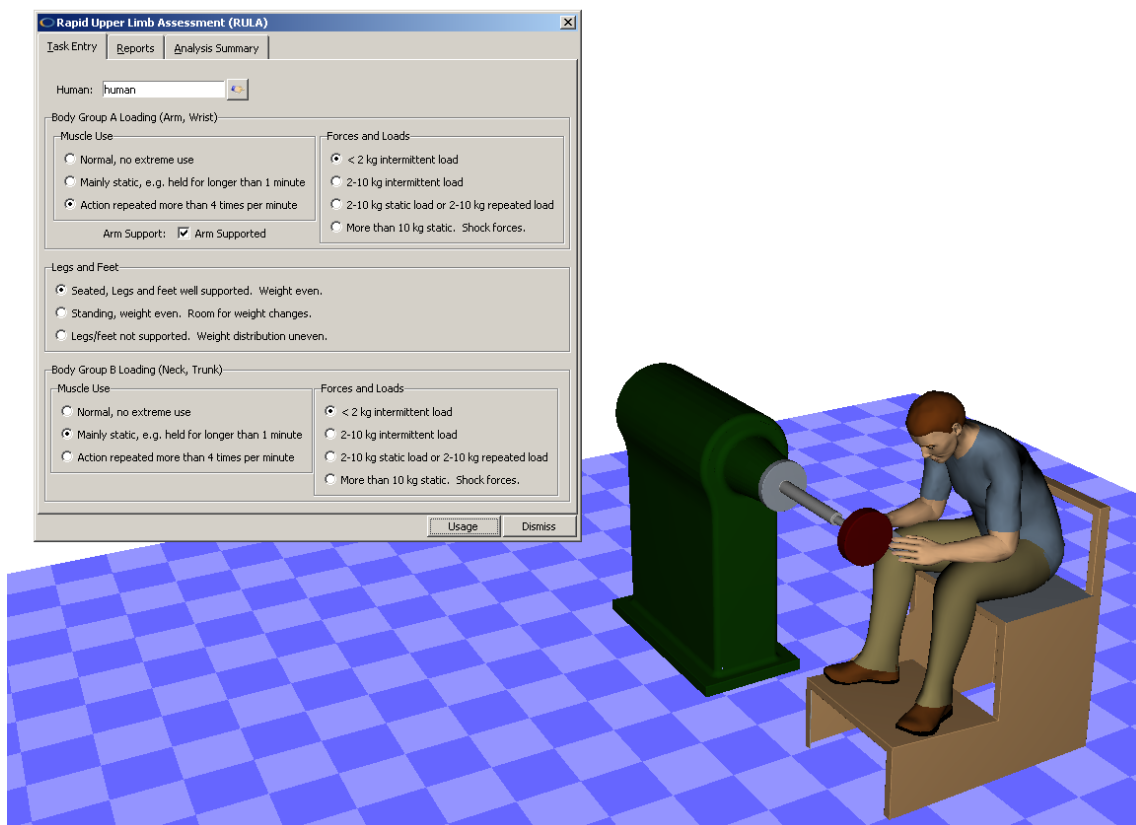 Rapid Upper Limb Assessment (RULA)
Task Entry
Reports
Analysis Summary
Human: human
Body Group A Loading (Arm, Wrist)
Muscle Use
Normal, no extreme use
Mainly static, e.g. held for longer than 1 minute
Action repeated more than 4 times per minute
Arm Support: Arm Supported
Forces and Loads
< 2 kg intermittent load
2-10 kg intermittent load
2-10 kg static load or 2-10 kg repeated load
More than 10 kg static. Shock forces.
Legs and Feet
Seated, Legs and feet well supported. Weight even.
Standing, weight even. Room for weight changes.
Legs/feet not supported. Weight distribution uneven.
Body Group B Loading (Neck, Trunk)
Muscle Use
Normal, no extreme use
Mainly static, e.g. held for longer than 1 minute
Action repeated more than 4 times per minute
Forces and Loads
< 2 kg intermittent load
2-10 kg intermittent load
2-10 kg static load or 2-10 kg repeated load
More than 10 kg static. Shock forces.
Usage
Dismiss